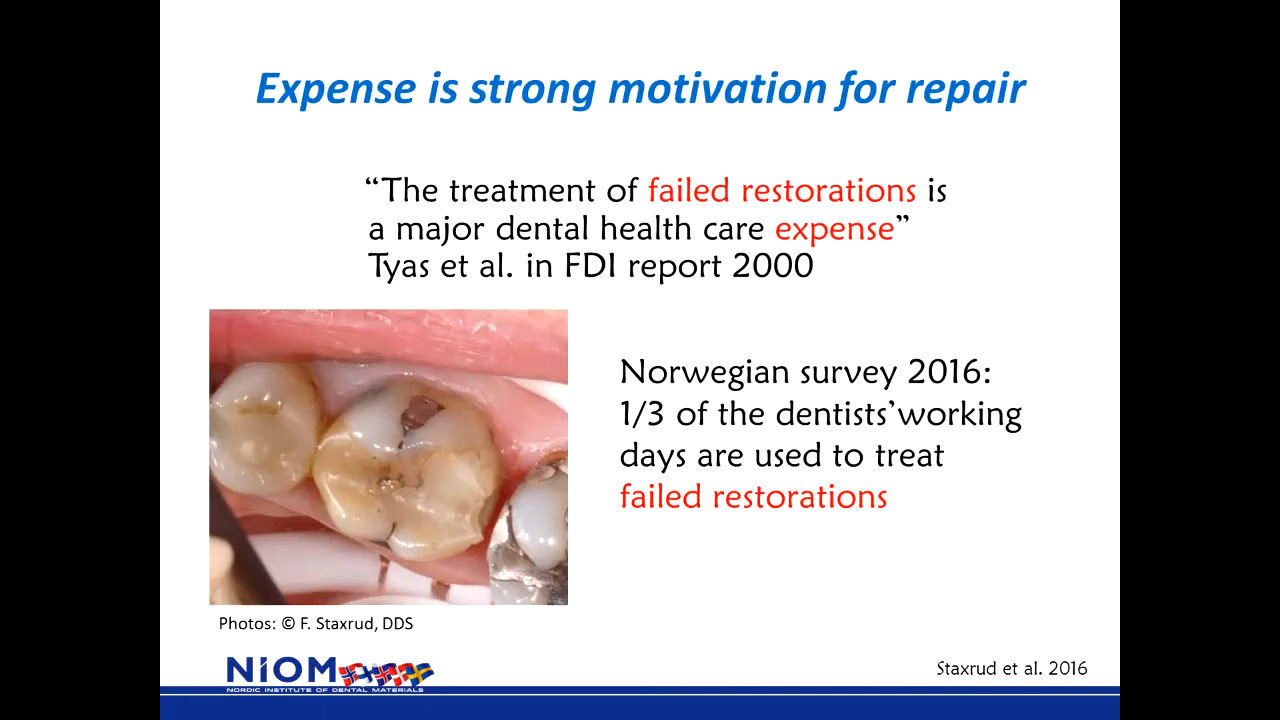 Expense is strong motivation for repair
“The treatment of failed restorations is
a major dental health care expense”
Tyas et al. in FDI report 2000
Norwegian survey 2016:
1/3 of the dentists’working
days are used to treat
failed restorations
Photos: © F. Staxrud, DDS
NIOM
NORDIC INSTITUTE OF DENTAL MATERIALS
Staxrud et al. 2016